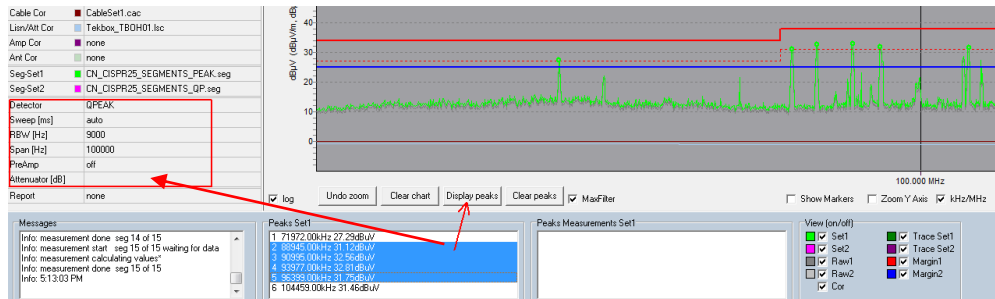 Cable Cor CableSet1.cac
Lisn/Att Cor Tekbox_TBOH01.lsc
Amp Cor none
Ant Cor none
Seg-Set1 CN_CISPR25_SEGMENTS_PEAK.seg
Seg-Set2 CN_CISPR25_SEGMENTS_QP.seg
Detector QPEAK
Sweep [ms] auto
RBW [Hz] 9000
Span [Hz] 100000
PreAmp off
Attenuator [dB]
Report none
dBµV (dBµV/m, dB
40
30
20
10
0
100.000 MHz
log Undo zoom Clear chart Display peaks Clear peaks MaxFilter Show Markers Zoom Y Axis kHz/MHz
Messages
Info: measurement done seg 14 of 15
Info: measurement start seg 15 of 15 waiting for data
Info: measurement calculating values*
Info: measurement done seg 15 of 15
Info: 5:13:03 PM
Peaks Set1
1 71972.00kHz 27.29dBuV
2 88945.00kHz 31.12dBuV
3 90995.00kHz 32.56dBuV
4 93977.00kHz 32.81dBuV
5 96399.00kHz 31.75dBuV
6 104459.00kHz 31.46dBuV
Peaks Measurements Set1
View (on/off)
Set1 Trace Set1
Set2 Trace Set2
Raw1 Margin1
Raw2 Margin2
Cor